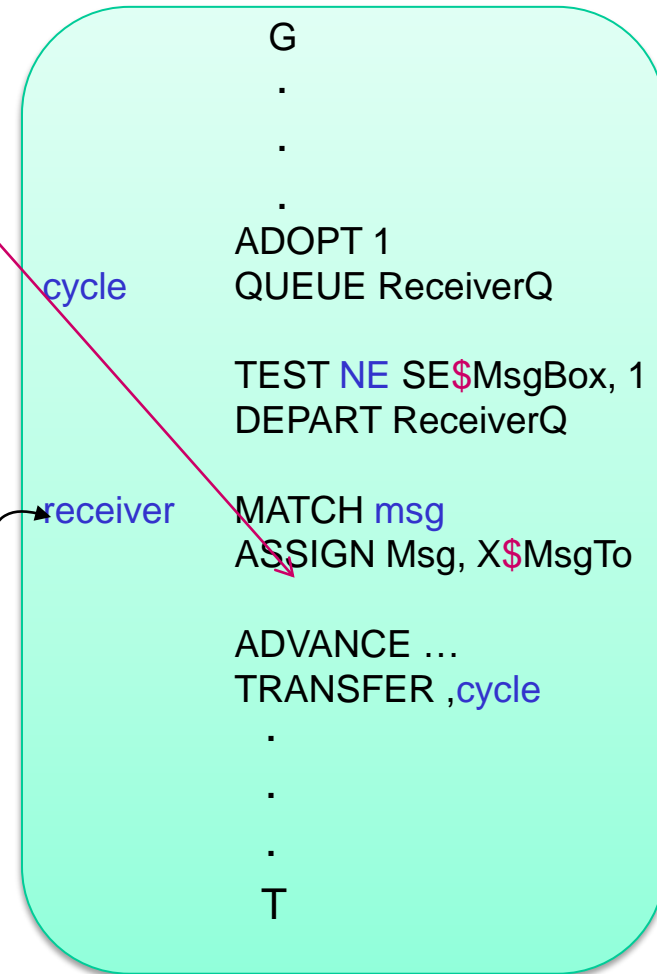 G
.
.
.
ADOPT 1
cycle QUEUE ReceiverQ
TEST NE SE$MsgBox, 1
DEPART ReceiverQ
receiver MATCH msg
ASSIGN Msg, X$MsgTo
ADVANCE …
TRANSFER ,cycle
.
.
.
T